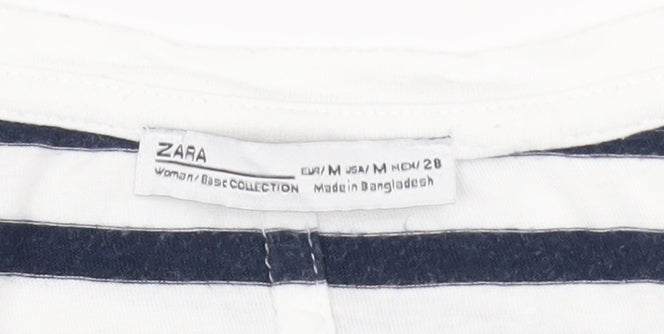 ZARA
Woman/Basic COLLECTION
EUR/M USA/M MEX/28
Made in Bangladesh